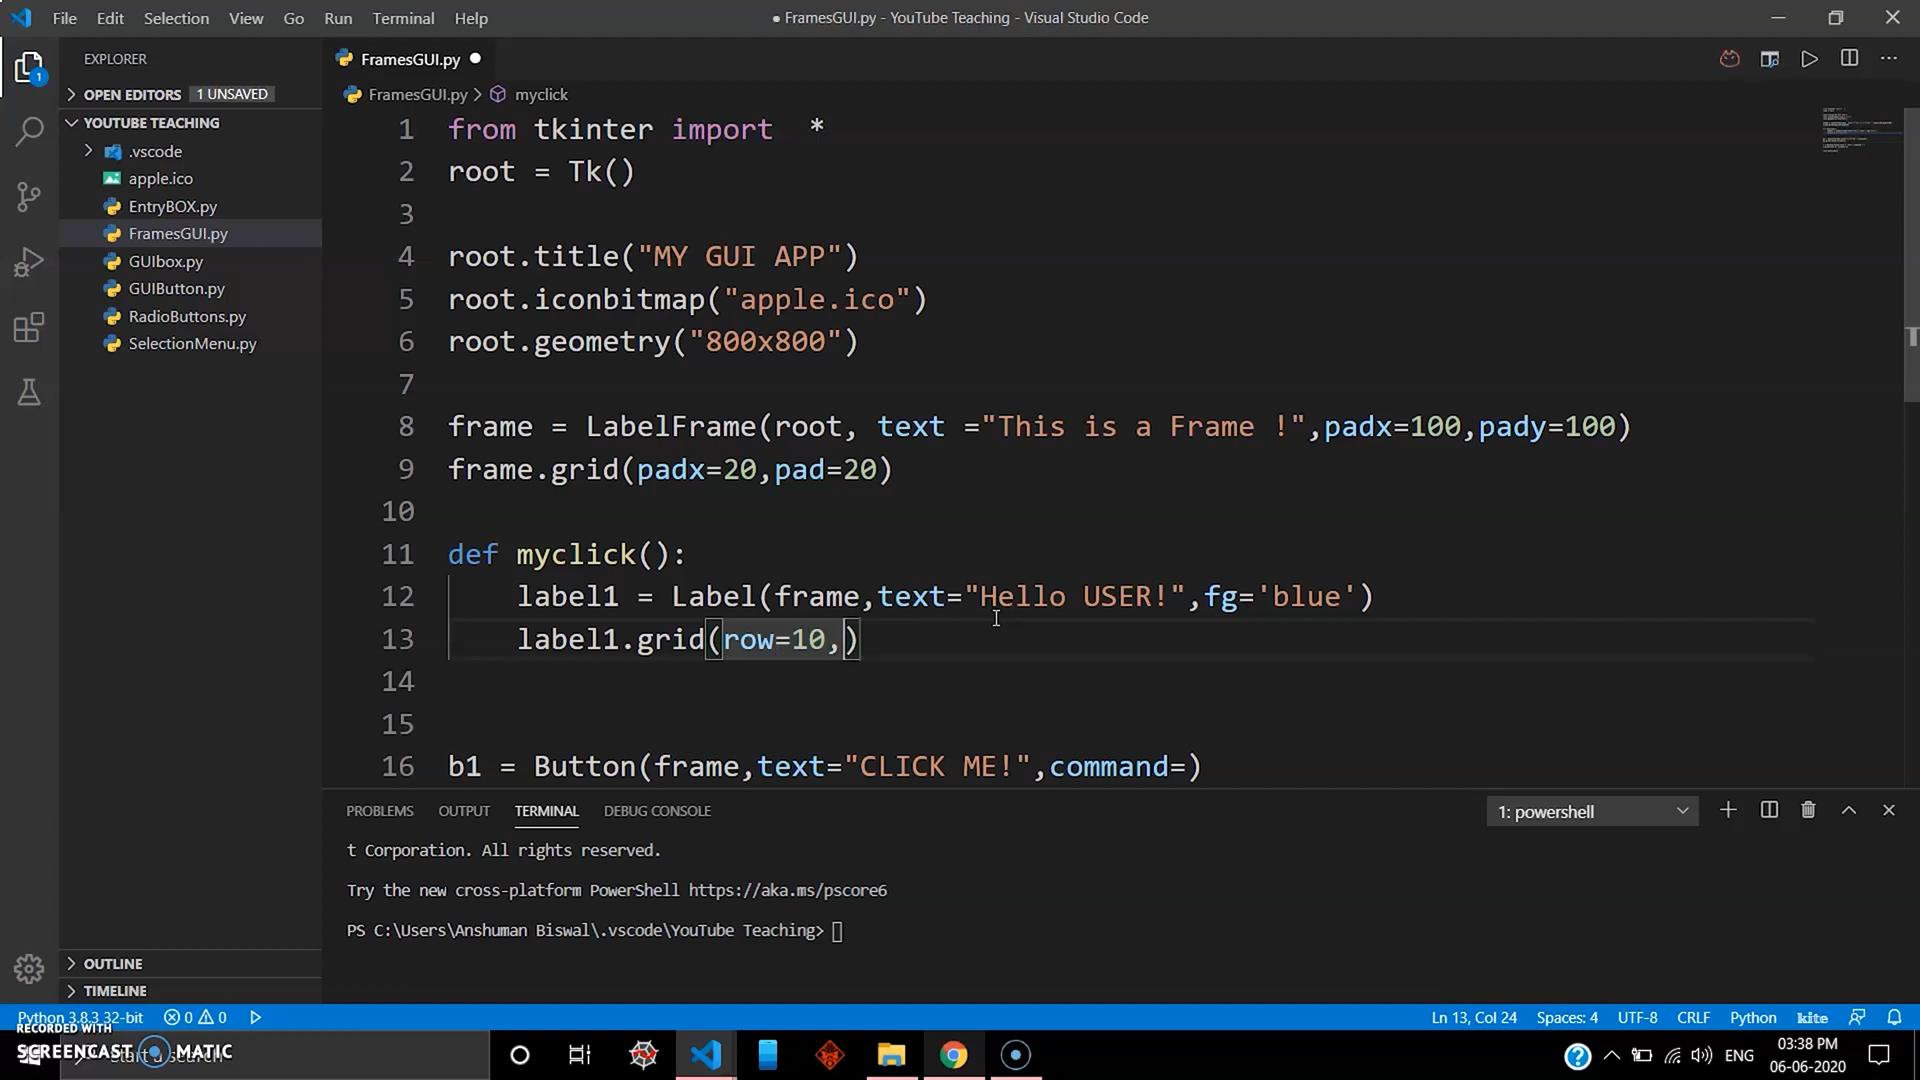 File Edit Selection View Go Run Terminal Help
● FramesGUI.py - YouTube Teaching - Visual Studio Code
EXPLORER
FramesGUI.py
1
OPEN EDITORS 1 UNSAVED
FramesGUI.py > myclick
YOUTUBE TEACHING
.vscode
apple.ico
EntryBOX.py
FramesGUI.py
GUIbox.py
GUIButton.py
RadioButtons.py
SelectionMenu.py
1 from tkinter import  *
2 root = Tk()
3
4 root.title("MY GUI APP")
5 root.iconbitmap("apple.ico")
6 root.geometry("800x800")
7
8 frame = LabelFrame(root, text ="This is a Frame !",padx=100,pady=100)
9 frame.grid(padx=20,pad=20)
10
11 def myclick():
12     label1 = Label(frame,text="Hello USER!",fg='blue')
13     label1.grid(row=10,)
14
15
16 b1 = Button(frame,text="CLICK ME!",command=)
PROBLEMS OUTPUT TERMINAL DEBUG CONSOLE
1: powershell
t Corporation. All rights reserved.
Try the new cross-platform PowerShell https://aka.ms/pscore6
PS C:\Users\Anshuman Biswal\.vscode\YouTube Teaching>
OUTLINE
TIMELINE
Python 3.8.3 32-bit 0 0
Ln 13, Col 24 Spaces: 4 UTF-8 CRLF Python kite
RECORDED WITH
SCREENCAST MATIC
Start a search
ENG
03:38 PM
06-06-2020